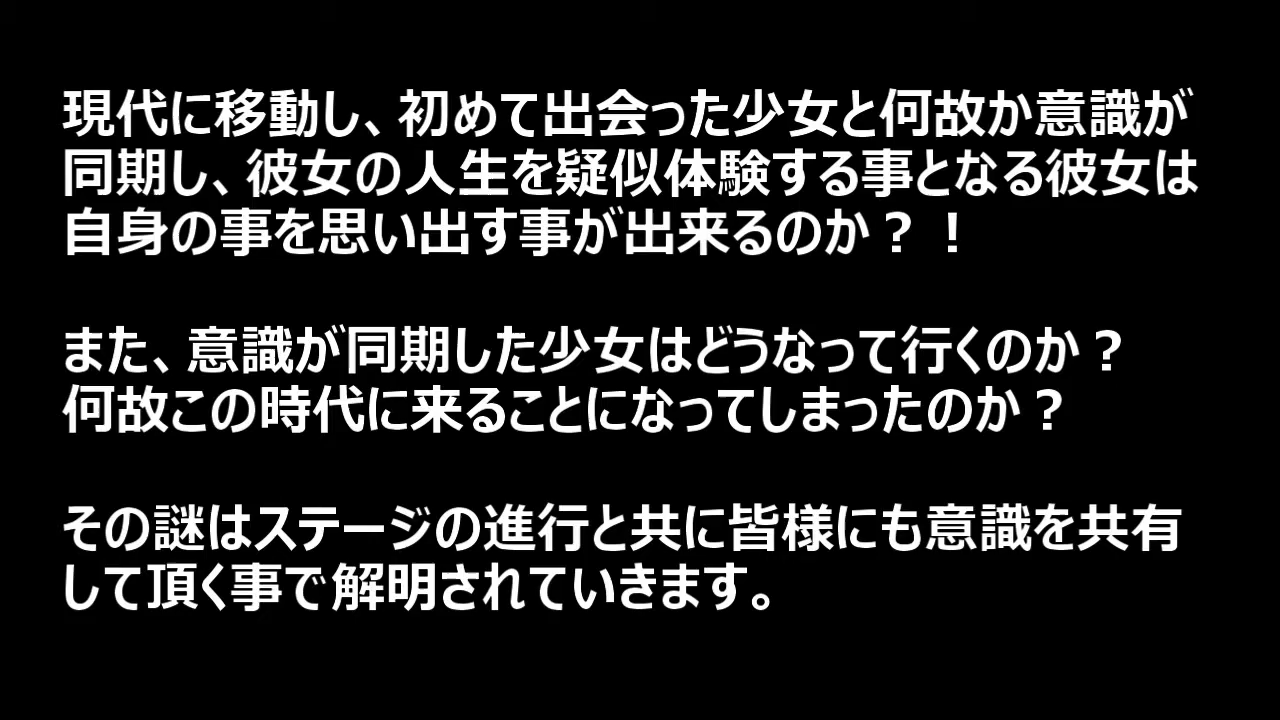 現代に移動し、初めて出会った少女と何故か意識が
同期し、彼女の人生を疑似体験する事となる彼女は
自身の事を思い出す事が出来るのか？！
また、意識が同期した少女はどうなって行くのか？
何故この時代に来ることになってしまったのか？
その謎はステージの進行と共に皆様にも意識を共有
して頂く事で解明されていきます。